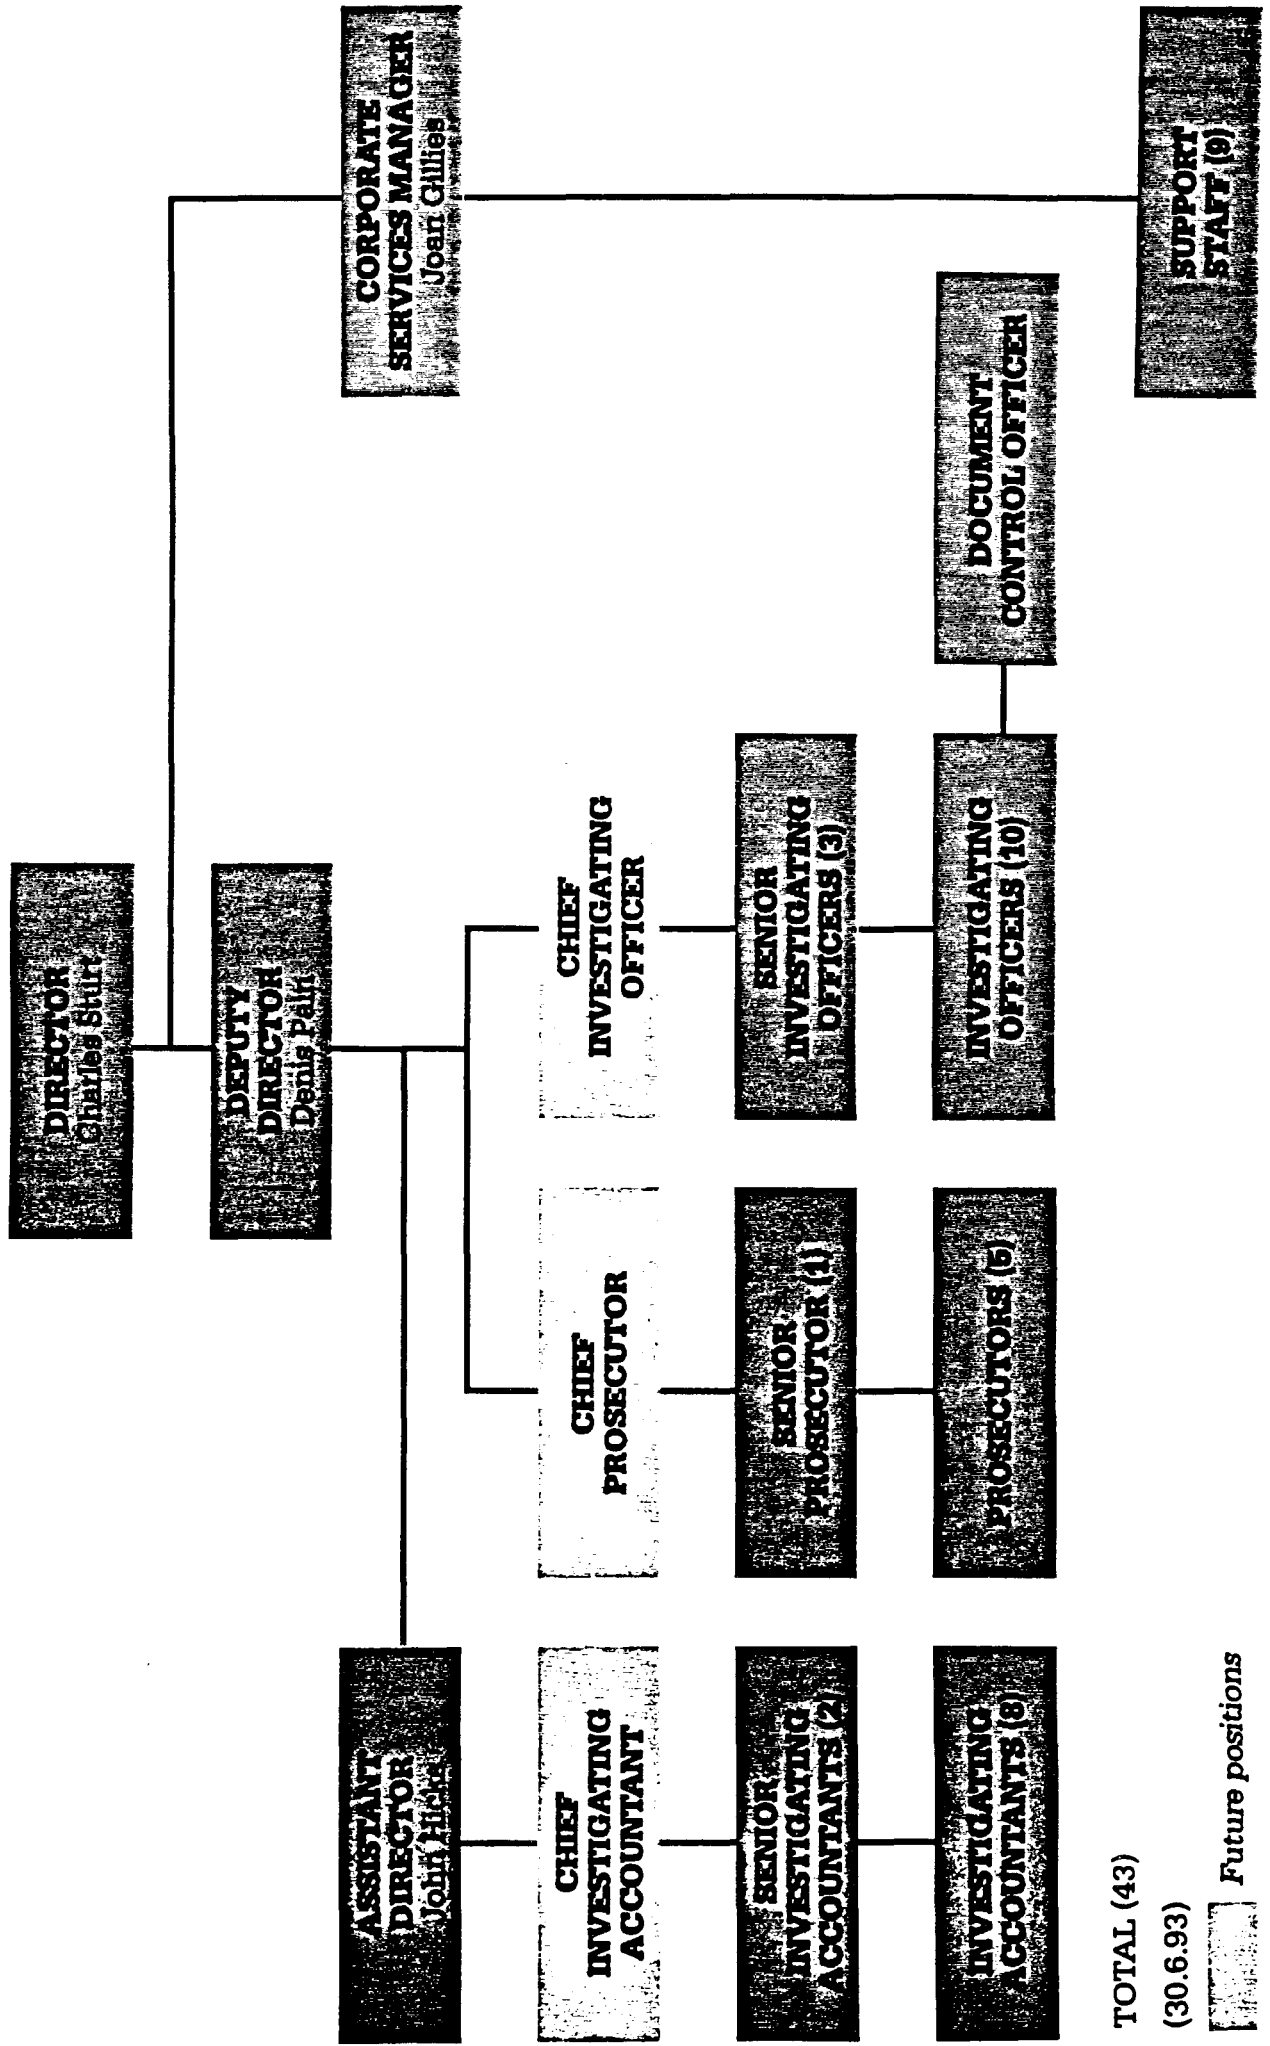 DIRECTOR
Charles Sturt
DEPUTY
DIRECTOR
Denis Pain
ASSISTANT
DIRECTOR
John Hicks
CORPORATE
SERVICES MANAGER
Joan Gillies
CHIEF
INVESTIGATING
ACCOUNTANT
CHIEF
PROSECUTOR
CHIEF
INVESTIGATING
OFFICER
SENIOR
INVESTIGATING
ACCOUNTANTS (2)
SENIOR
PROSECUTOR (1)
SENIOR
INVESTIGATING
OFFICERS (3)
INVESTIGATING
ACCOUNTANTS (8)
PROSECUTORS (5)
INVESTIGATING
OFFICERS (10)
DOCUMENT
CONTROL OFFICER
SUPPORT
STAFF (9)
TOTAL (43)
(30.6.93)
Future positions